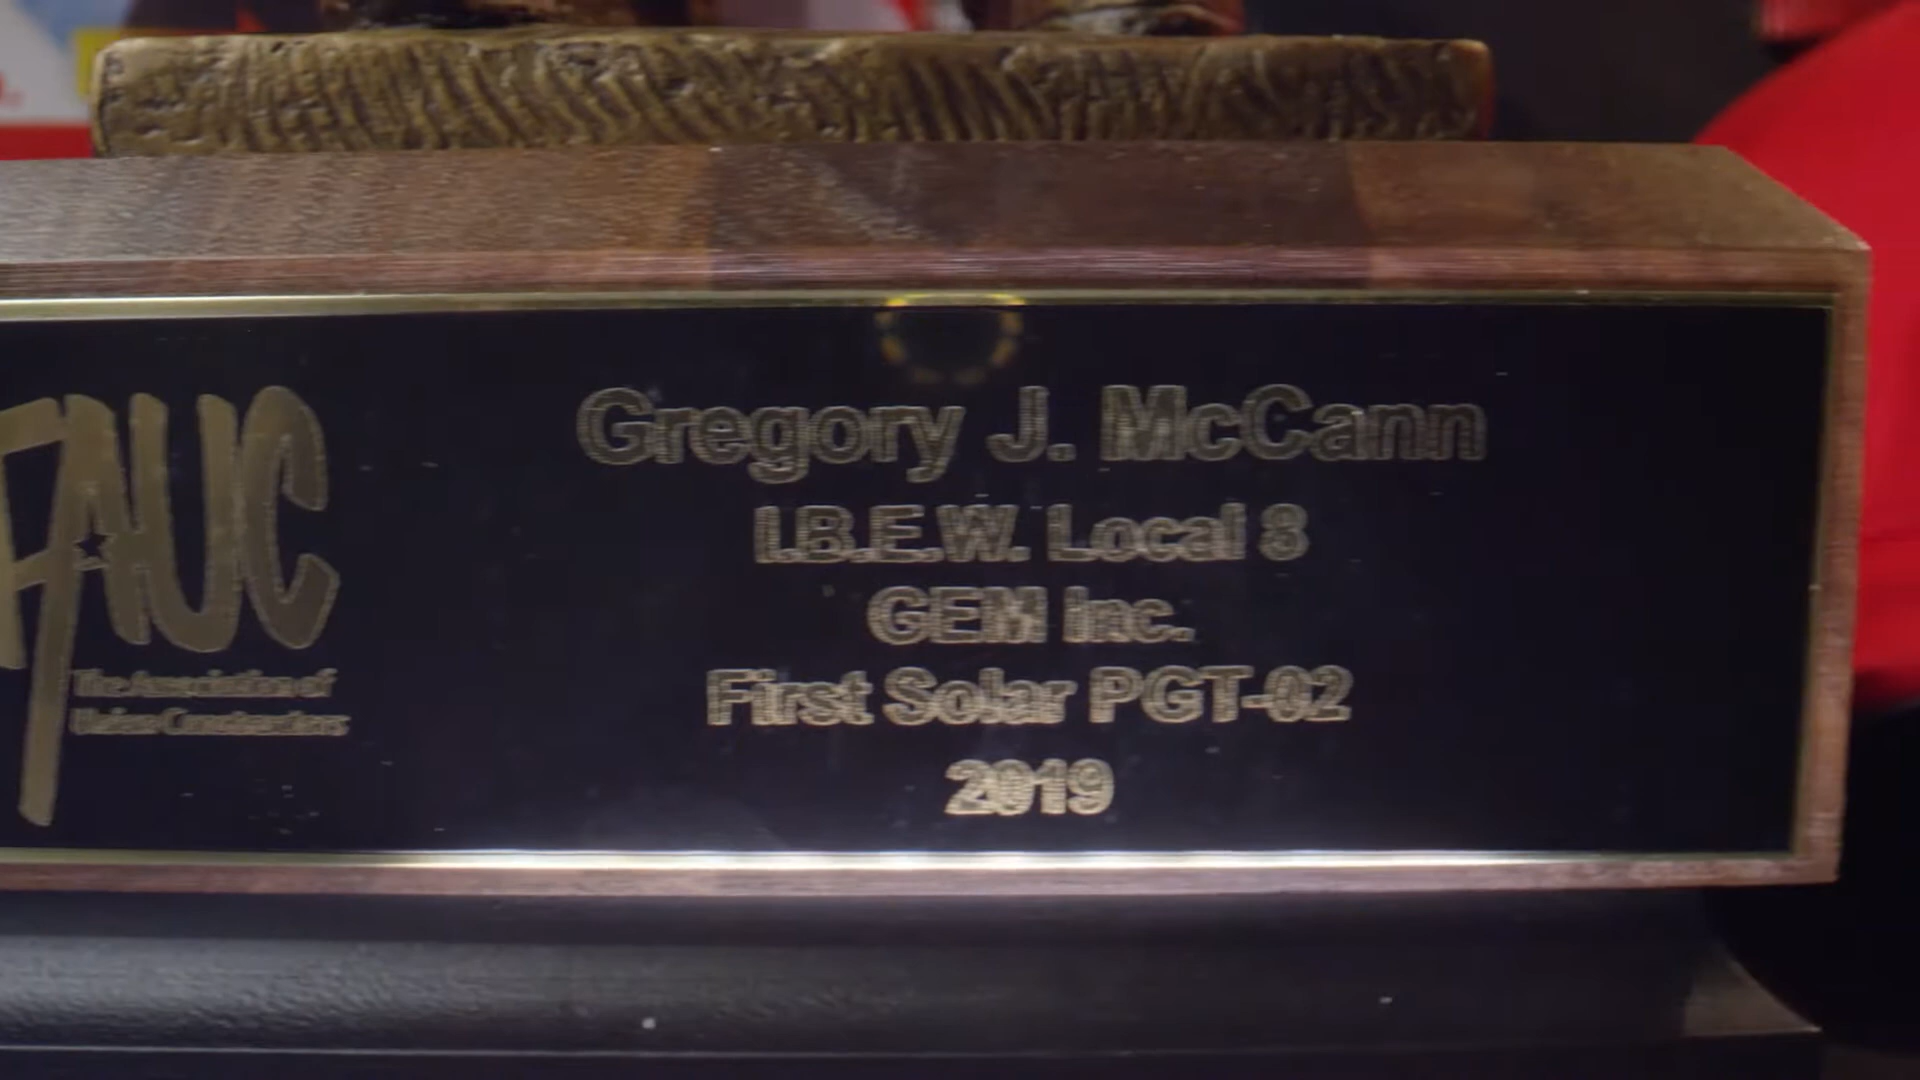 TAUC
The Association of
Union Constructors
Gregory J. McCann
I.B.E.W. Local 8
GEM Inc.
First Solar PGT-02
2019